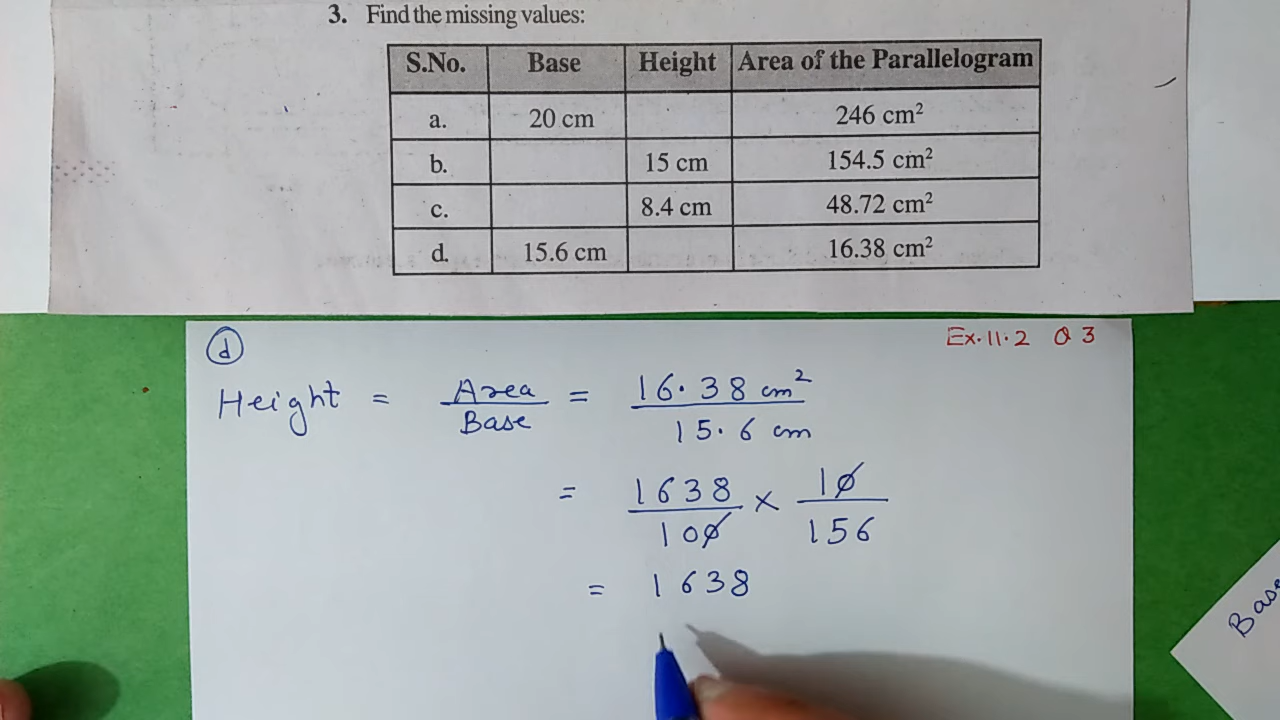 3. Find the missing values:
S.No. Base Height Area of the Parallelogram
a. 20 cm 246 cm²
b. 15 cm 154.5 cm²
c. 8.4 cm 48.72 cm²
d. 15.6 cm 16.38 cm²
Ex.11.2 Q 3
d
Height = Area / Base = 16.38 cm² / 15.6 cm
= 1638 / 100 × 10 / 156
= 1638
Base